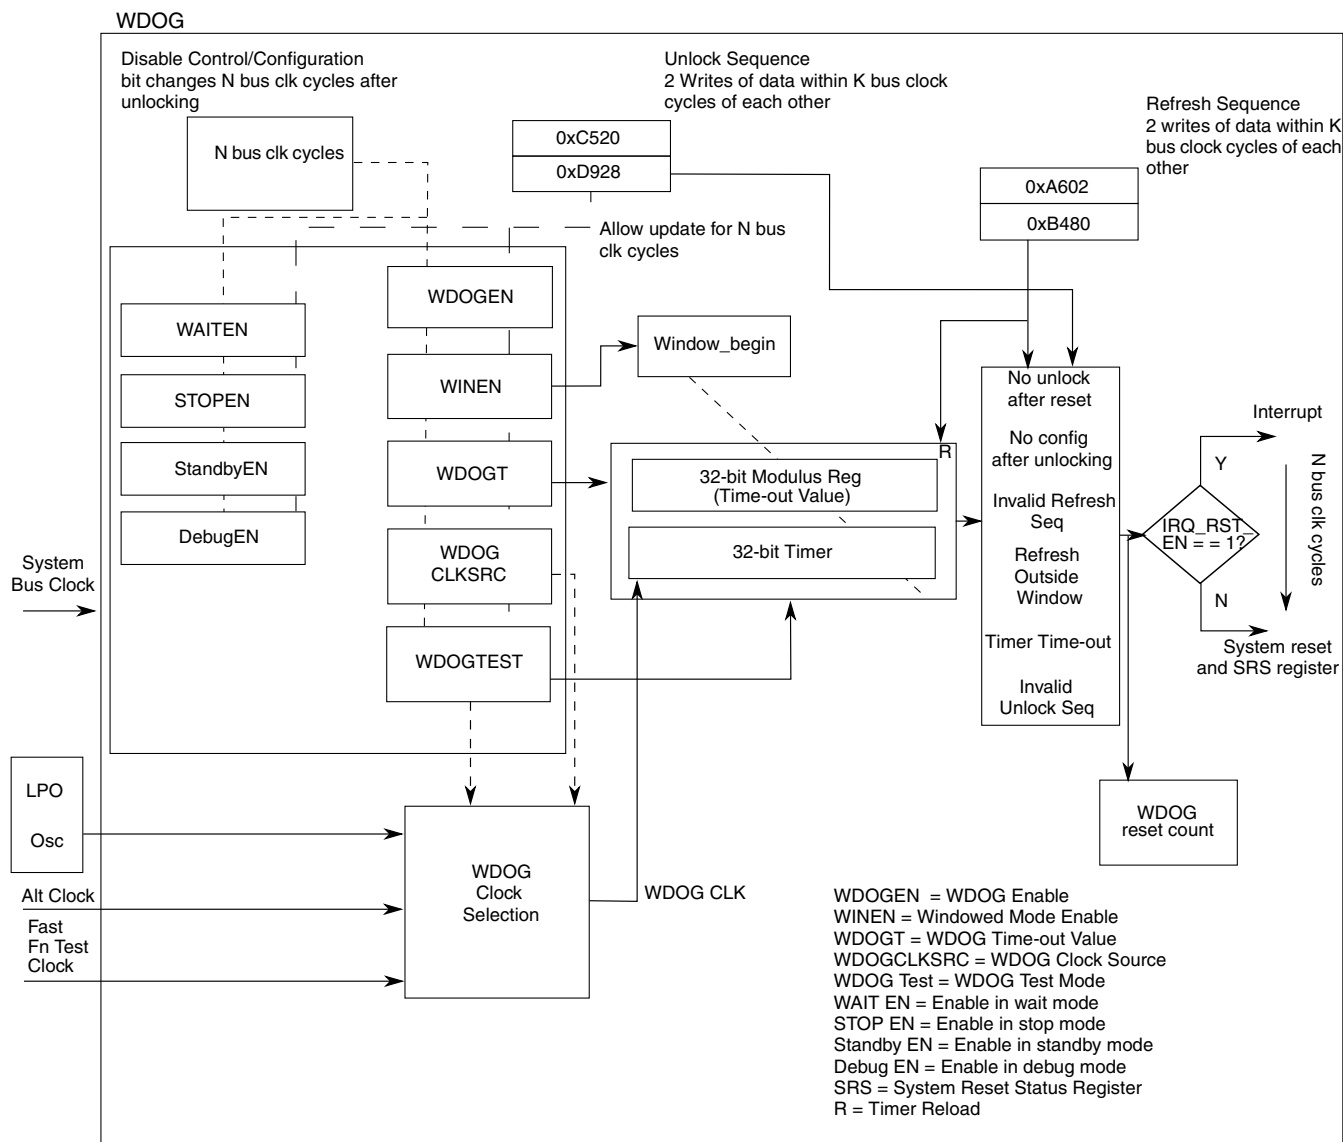 WDOG
Disable Control/Configuration
bit changes N bus clk cycles after
unlocking
Unlock Sequence
2 Writes of data within K bus clock
cycles of each other
Refresh Sequence
2 writes of data within K
bus clock cycles of each
other
N bus clk cycles
0xC520
0xD928
0xA602
0xB480
Allow update for N bus
clk cycles
WDOGEN
WAITEN
WINEN
Window_begin
STOPEN
No unlock
after reset
Interrupt
StandbyEN
WDOGT
R
32-bit Modulus Reg
(Time-out Value)
No config
after unlocking
Y
N bus clk cycles
DebugEN
WDOG
CLKSRC
32-bit Timer
Invalid Refresh
Seq
IRQ_RST_
EN = = 1?
System
Bus Clock
Refresh
Outside
Window
N
WDOGTEST
Timer Time-out
System reset
and SRS register
Invalid
Unlock Seq
LPO
Osc
WDOG
reset count
WDOG
Clock
Selection
WDOG CLK
Alt Clock
Fast
Fn Test
Clock
WDOGEN = WDOG Enable
WINEN = Windowed Mode Enable
WDOGT = WDOG Time-out Value
WDOGCLKSRC = WDOG Clock Source
WDOG Test = WDOG Test Mode
WAIT EN = Enable in wait mode
STOP EN = Enable in stop mode
Standby EN = Enable in standby mode
Debug EN = Enable in debug mode
SRS = System Reset Status Register
R = Timer Reload